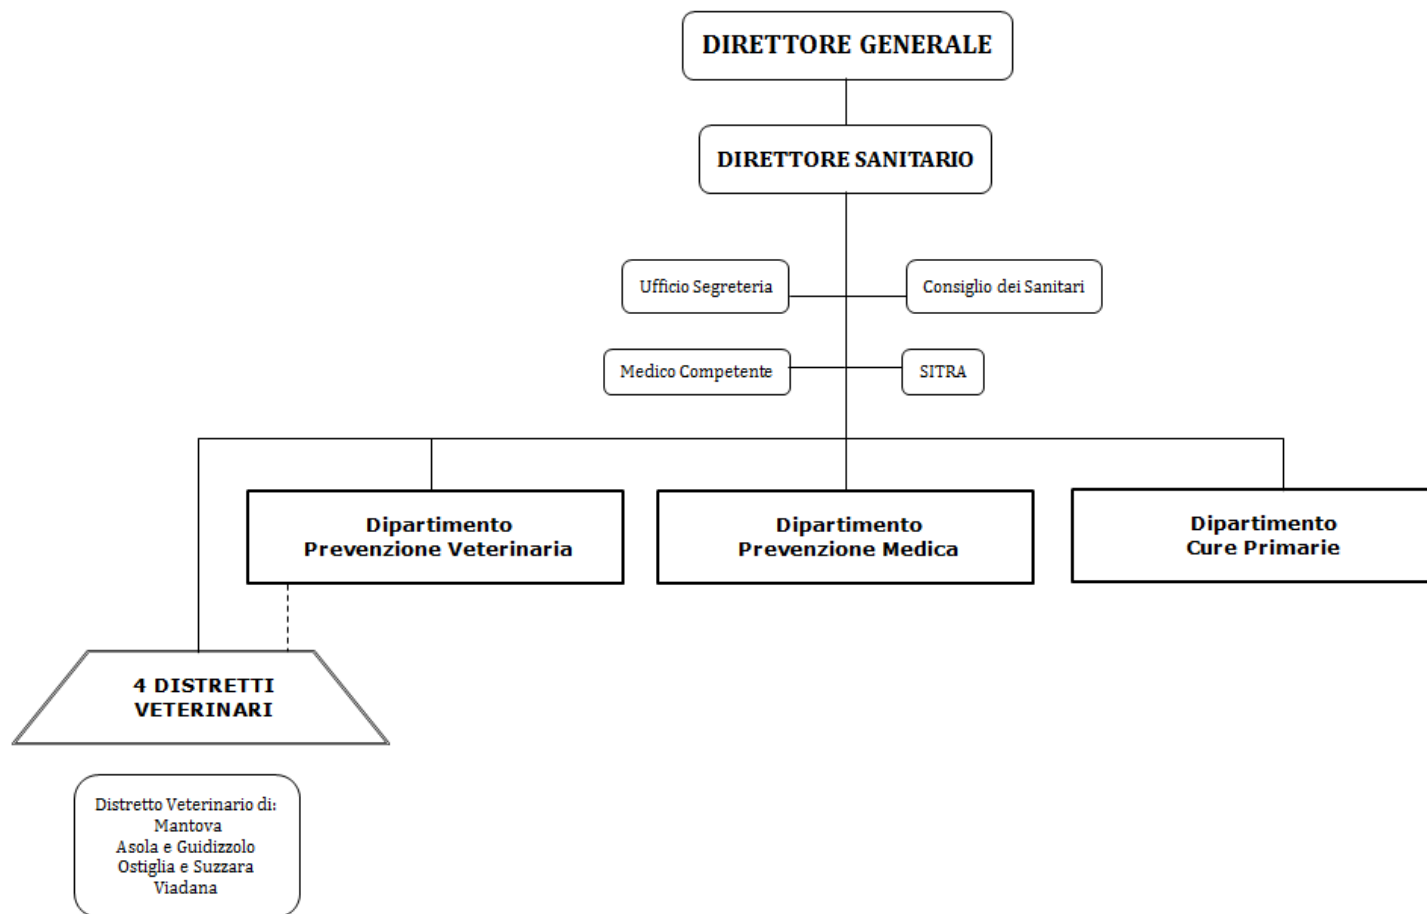 DIRETTORE GENERALE
DIRETTORE SANITARIO
Ufficio Segreteria
Consiglio dei Sanitari
Medico Competente
SITRA
Dipartimento
Prevenzione Veterinaria
Dipartimento
Prevenzione Medica
Dipartimento
Cure Primarie
4 DISTRETTI
VETERINARI
Distretto Veterinario di:
Mantova
Asola e Guidizzolo
Ostiglia e Suzzara
Viadana